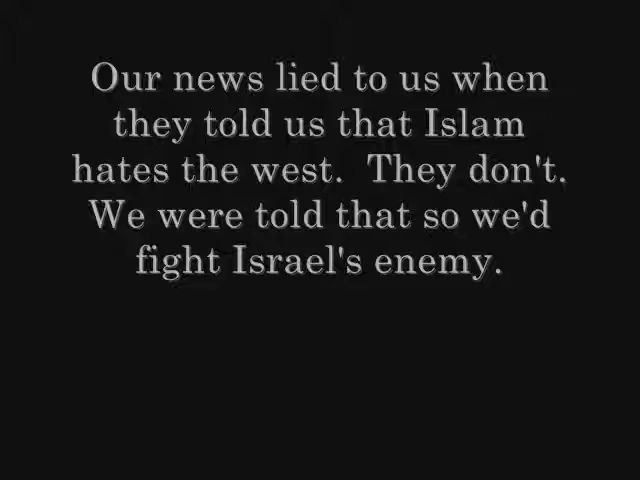 Our news lied to us when
they told us that Islam
hates the west.  They don't.
We were told that so we'd
fight Israel's enemy.